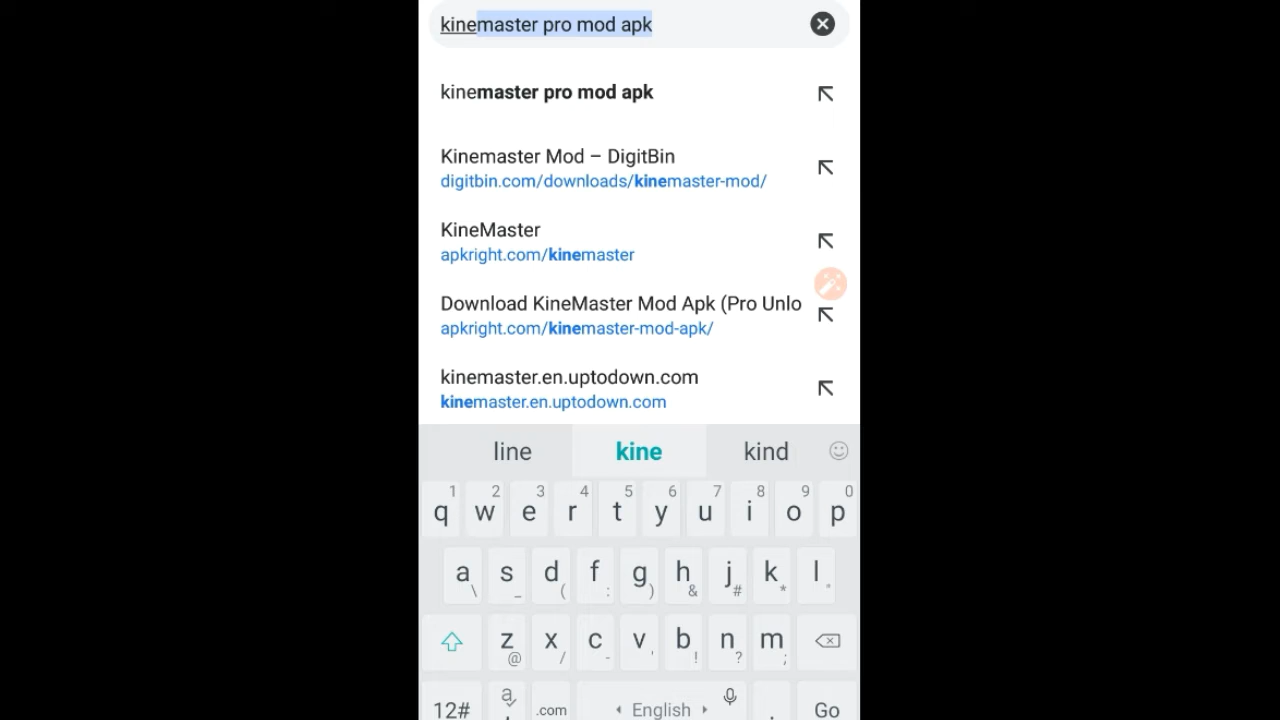 kinemaster pro mod apk
kinemaster pro mod apk
Kinemaster Mod – DigitBin
digitbin.com/downloads/kinemaster-mod/
KineMaster
apkright.com/kinemaster
Download KineMaster Mod Apk (Pro Unlo
apkright.com/kinemaster-mod-apk/
kinemaster.en.uptodown.com
kinemaster.en.uptodown.com
line kine kind
1 2 3 4 5 6 7 8 9 0
q w e r t y u i o p
a s d f g h j k l
\ _ ( : ) & # * °
z x c v b n m
@ / - ' ! ? ;
12# a , .com English . Go